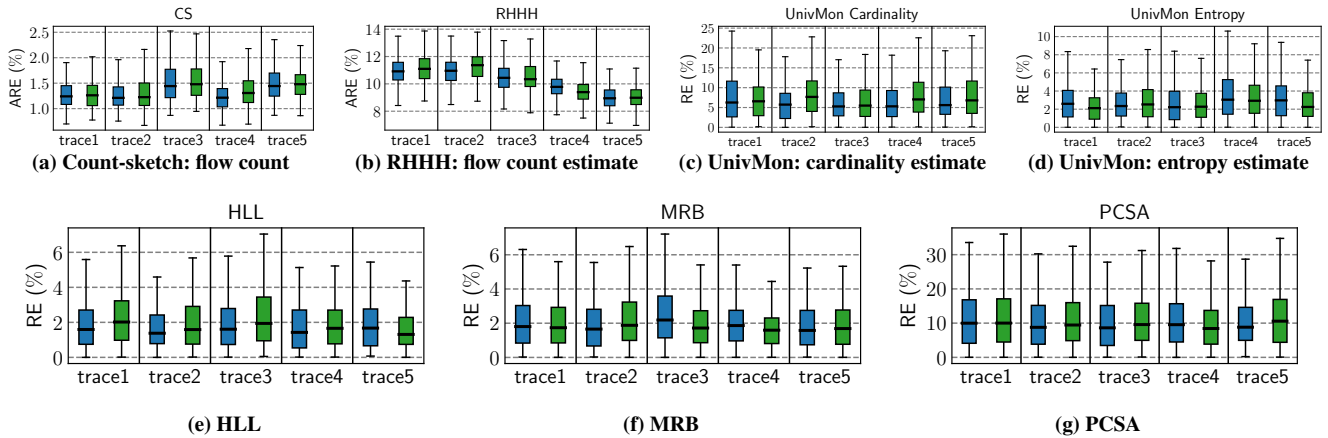 CS
RHHH
UnivMon Cardinality
UnivMon Entropy
ARE (%)
2.5
2.0
1.5
1.0
trace1 trace2 trace3 trace4 trace5
ARE (%)
14
12
10
8
trace1 trace2 trace3 trace4 trace5
RE (%)
25
20
15
10
5
0
trace1 trace2 trace3 trace4 trace5
RE (%)
10
8
6
4
2
0
trace1 trace2 trace3 trace4 trace5
(a) Count-sketch: flow count
(b) RHHH: flow count estimate
(c) UnivMon: cardinality estimate
(d) UnivMon: entropy estimate
HLL
MRB
PCSA
RE (%)
6
4
2
0
trace1 trace2 trace3 trace4 trace5
RE (%)
6
4
2
0
trace1 trace2 trace3 trace4 trace5
RE (%)
30
20
10
0
trace1 trace2 trace3 trace4 trace5
(e) HLL
(f) MRB
(g) PCSA